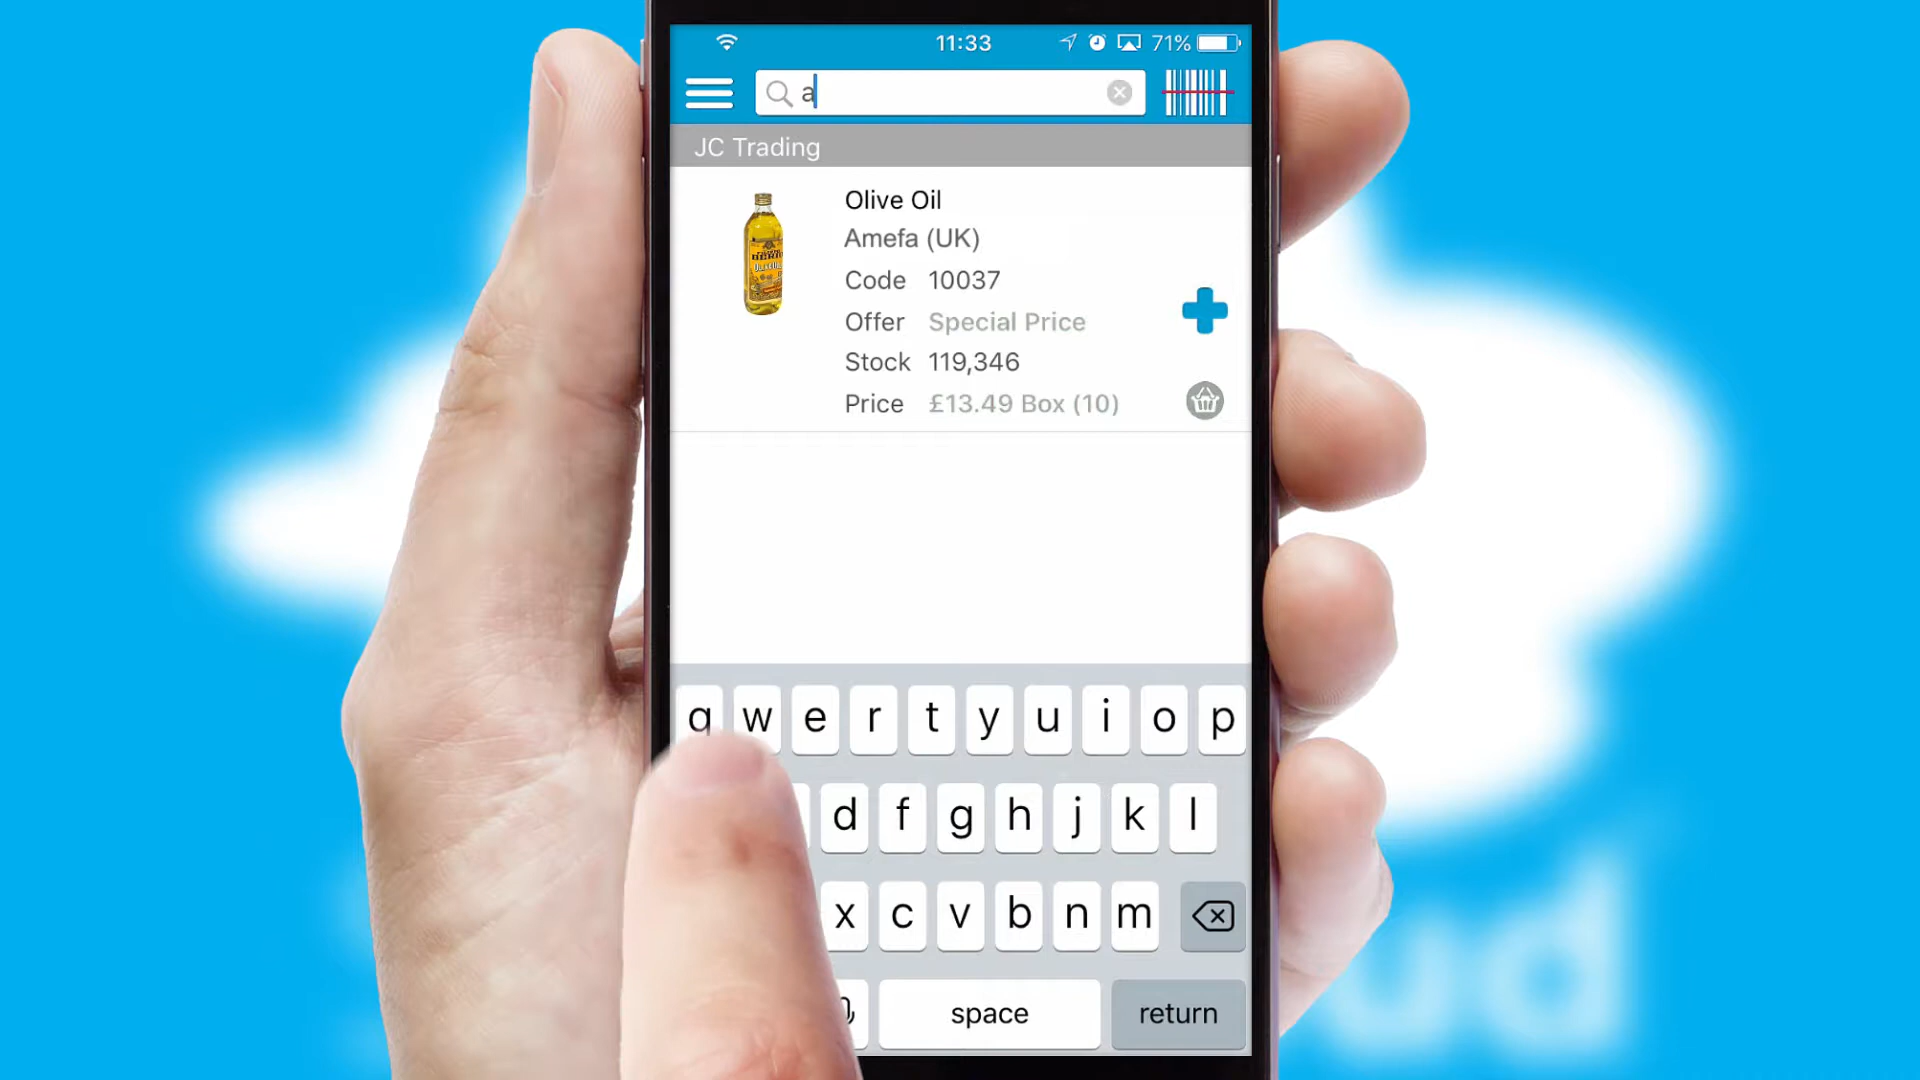 11:33
71%
a
JC Trading
Olive Oil
Amefa (UK)
Code 10037
Offer Special Price
Stock 119,346
Price £13.49 Box (10)
q w e r t y u i o p
d f g h j k l
x c v b n m
space return
ud